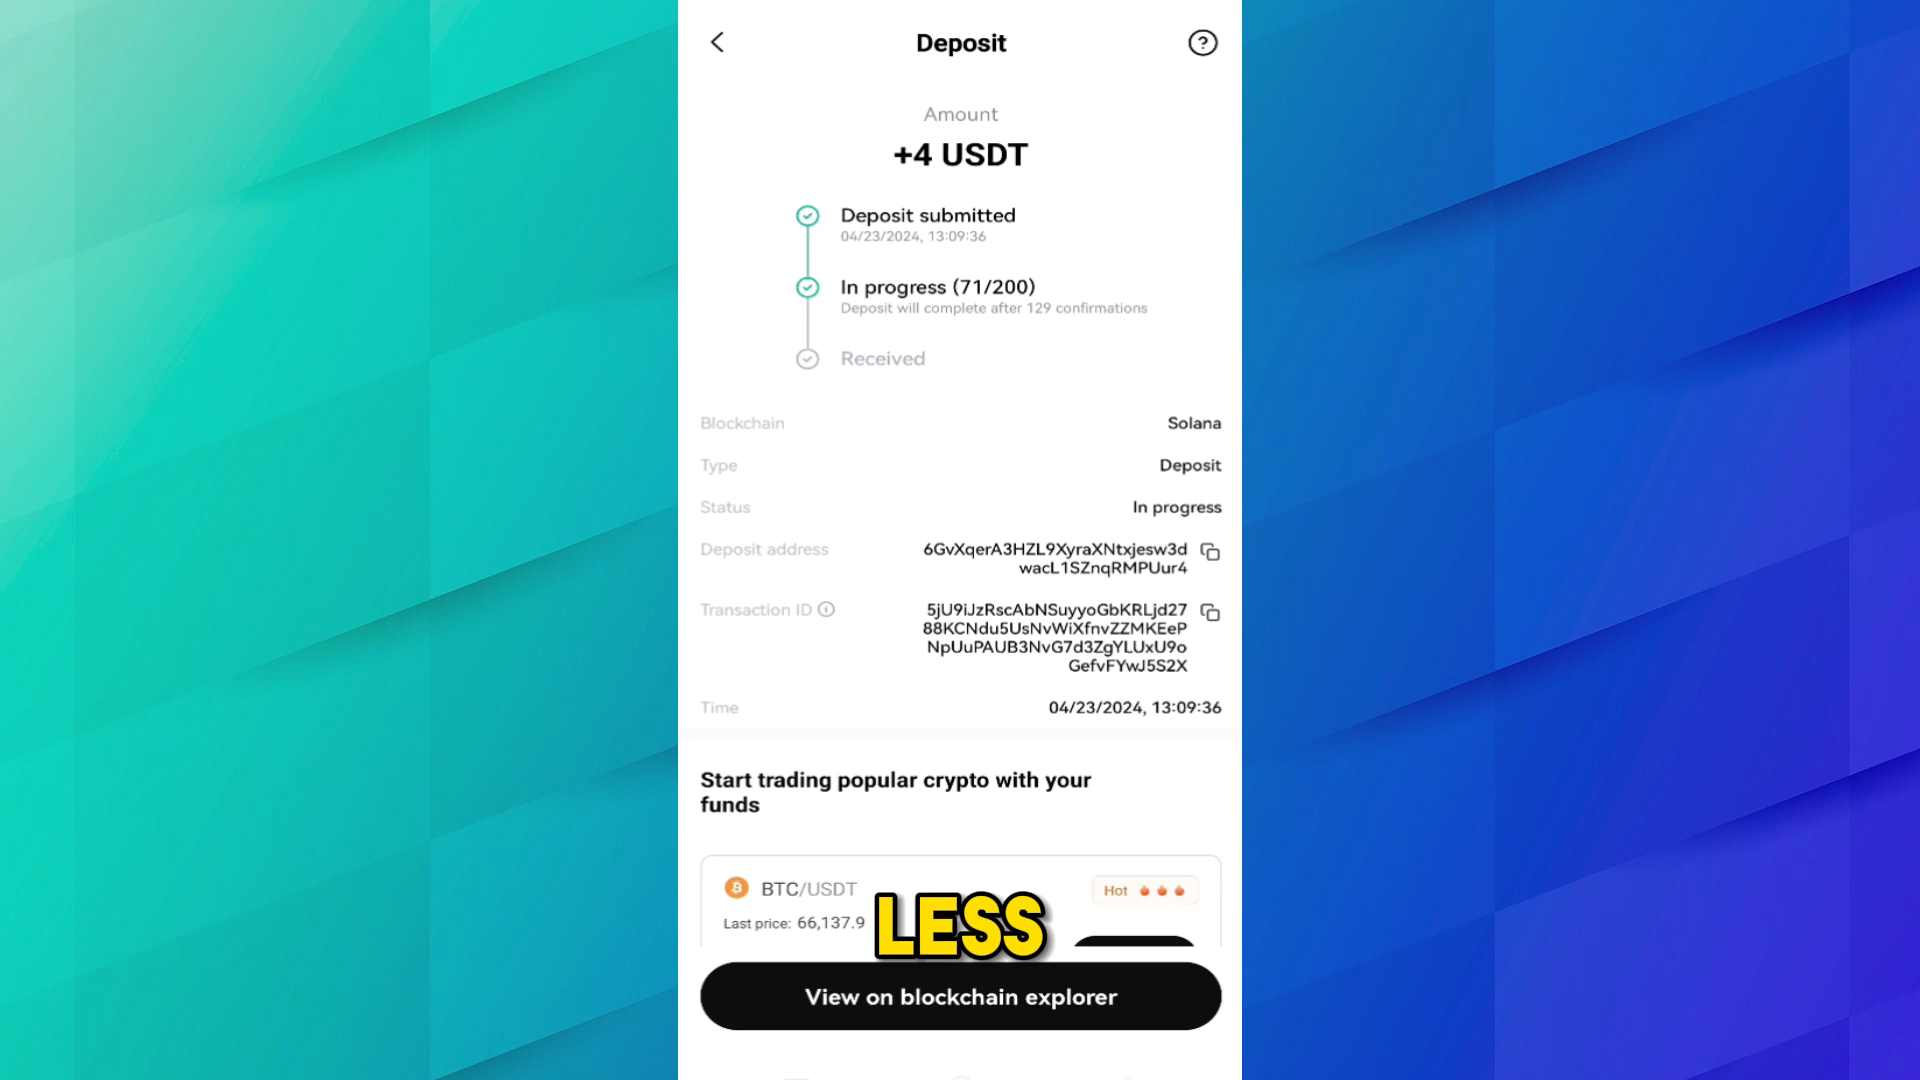 Deposit
Amount
+4 USDT
Deposit submitted
04/23/2024, 13:09:36
In progress (71/200)
Deposit will complete after 129 confirmations
Received
Blockchain Solana
Type Deposit
Status In progress
Deposit address 6GvXqerA3HZL9XyraXNtxjesw3d
wacL1SZnqRMPUur4
Transaction ID 5jU9iJzRscAbNSuyyoGbKRLjd27
88KCNdu5UsNvWiXfnvZZMKEeP
NpUuPAUB3NvG7d3ZgYLUxU9o
GefvFYwJ5S2X
Time 04/23/2024, 13:09:36
Start trading popular crypto with your
funds
BTC/USDT Hot
Last price: 66,137.9
LESS
View on blockchain explorer